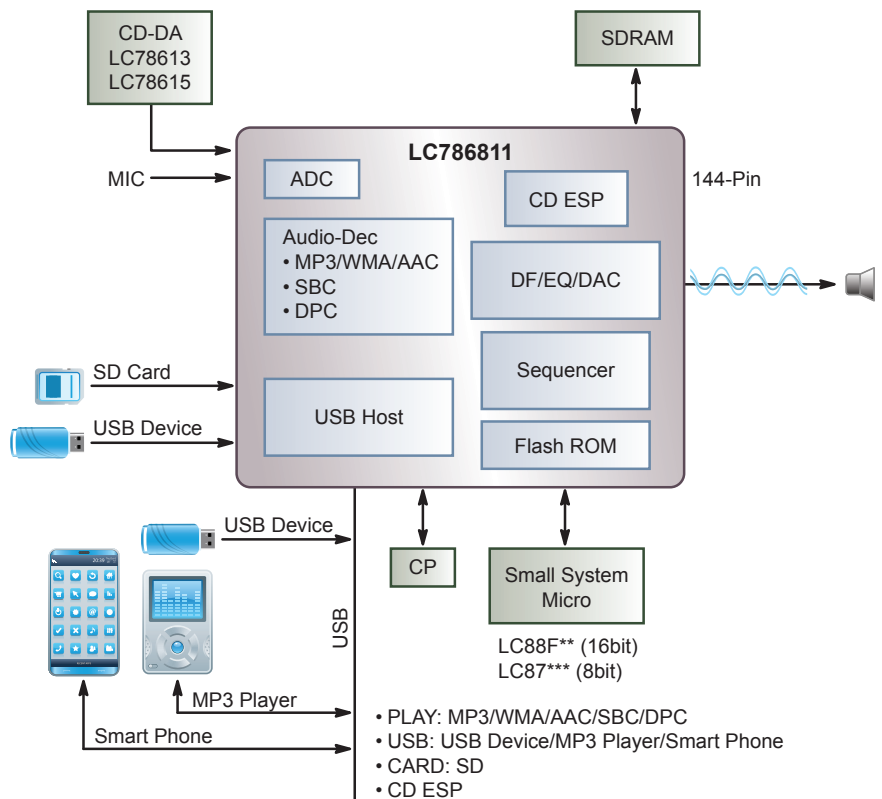 CD-DA
LC78613
LC78615
SDRAM
LC786811
MIC
ADC
CD ESP
144-Pin
Audio-Dec
• MP3/WMA/AAC
• SBC
• DPC
DF/EQ/DAC
SD Card
Sequencer
USB Device
USB Host
Flash ROM
USB Device
CP
Small System
Micro
USB
LC88F** (16bit)
LC87*** (8bit)
MP3 Player
Smart Phone
• PLAY: MP3/WMA/AAC/SBC/DPC
• USB: USB Device/MP3 Player/Smart Phone
• CARD: SD
• CD ESP